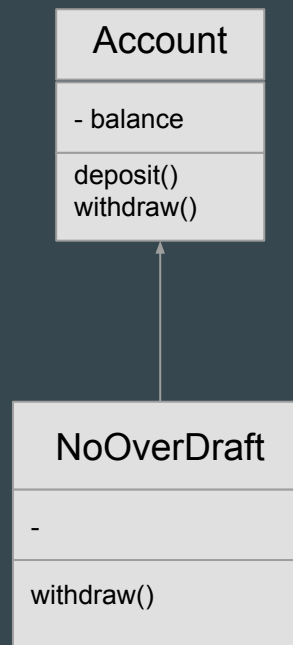 Account
- balance
deposit()
withdraw()
NoOverDraft
-
withdraw()